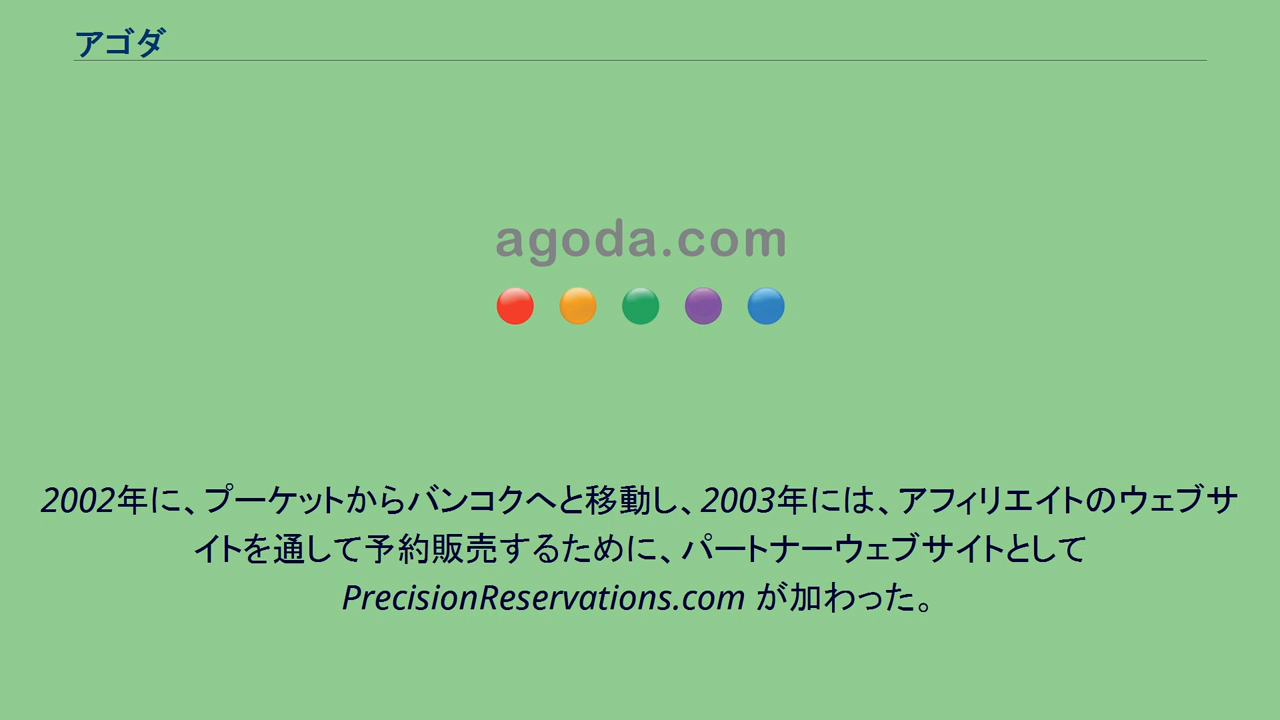 アゴダ
agoda.com
2002年に、プーケットからバンコクへと移動し、2003年には、アフィリエイトのウェブサ
イトを通して予約販売するために、パートナーウェブサイトとして
PrecisionReservations.com が加わった。